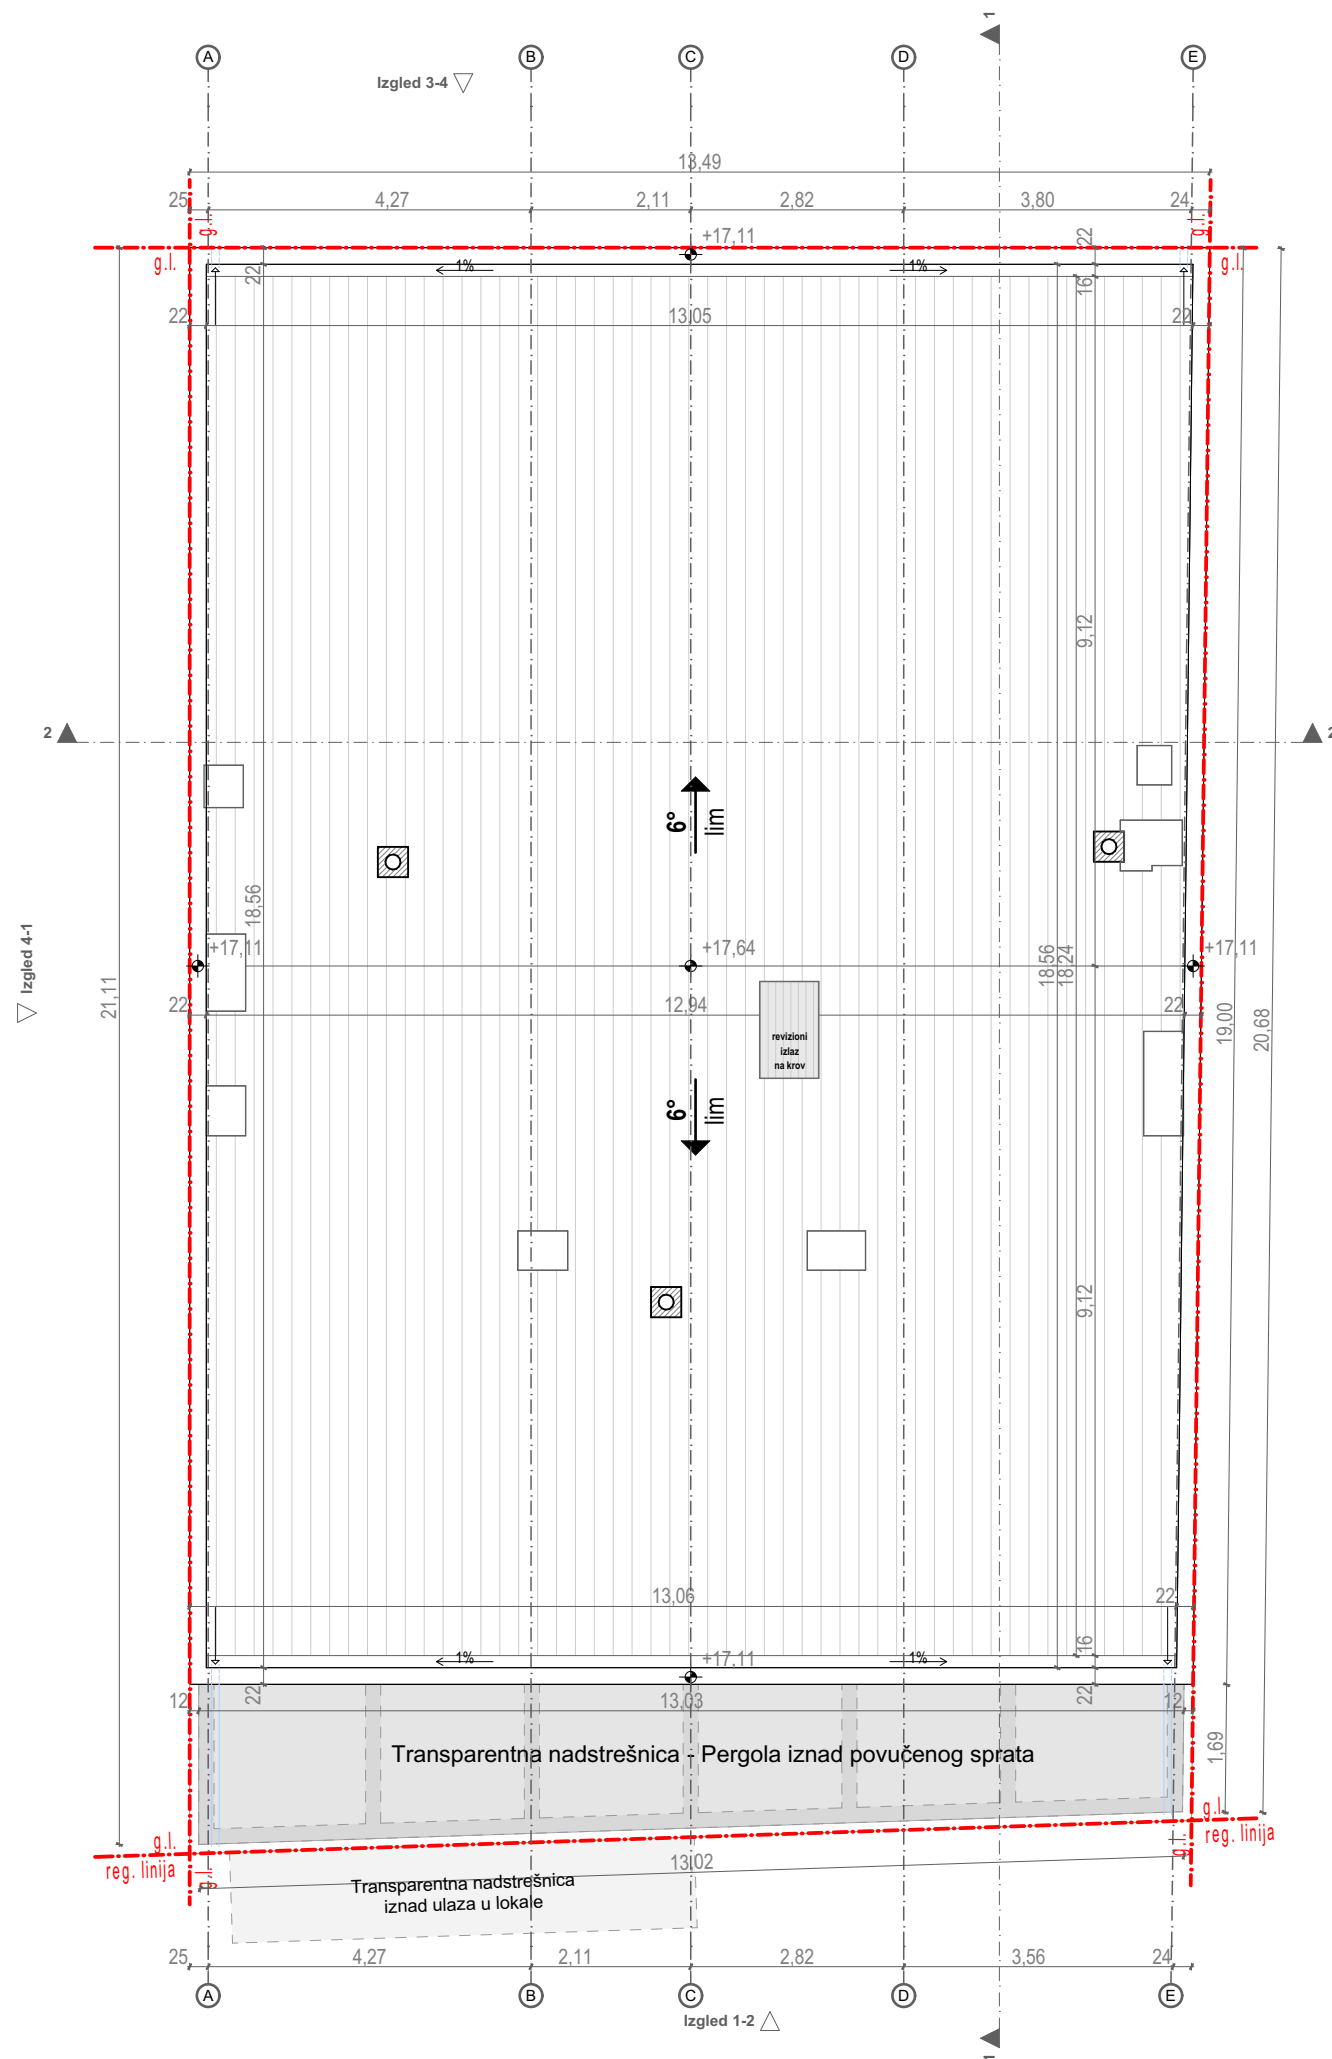 1
A B C D E
Izgled 3-4
13,49
25 4,27 2,11 2,82 3,80 24
g.l. g.l.
+17,11 22
g.l. g.l.
1% 1%
22 16
22 13,05 22
9,12
2 2
6° lim
18,56
+17,11 +17,64 +17,11
Izgled 4-1
21,11
18,56 18,24
19,00 20,68
22 12,94 22
revizioni
izlaz
na krov
6° lim
9,12
13,06 22
16
1% +17,11 1%
22 22
12 13,03 12
1,69
Transparentna nadstrešnica - Pergola iznad povučenog sprata
g.l. g.l.
reg. linija reg. linija
g.l. g.l.
13,02
Transparentna nadstrešnica
iznad ulaza u lokale
25 4,27 2,11 2,82 3,56 24
A B C D E
Izgled 1-2
1